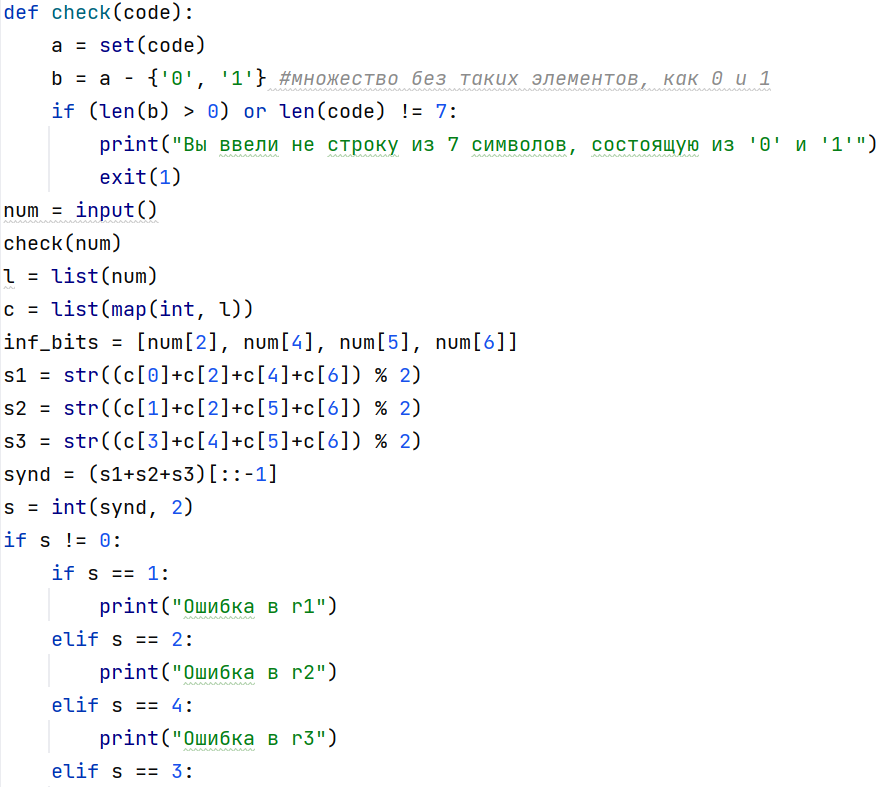 def check(code):
    a = set(code)
    b = a - {'0', '1'} #множество без таких элементов, как 0 и 1
    if (len(b) > 0) or len(code) != 7:
        print("Вы ввели не строку из 7 символов, состоящую из '0' и '1'")
        exit(1)
num = input()
check(num)
l = list(num)
c = list(map(int, l))
inf_bits = [num[2], num[4], num[5], num[6]]
s1 = str((c[0]+c[2]+c[4]+c[6]) % 2)
s2 = str((c[1]+c[2]+c[5]+c[6]) % 2)
s3 = str((c[3]+c[4]+c[5]+c[6]) % 2)
synd = (s1+s2+s3)[::-1]
s = int(synd, 2)
if s != 0:
    if s == 1:
        print("Ошибка в r1")
    elif s == 2:
        print("Ошибка в r2")
    elif s == 4:
        print("Ошибка в r3")
    elif s == 3: